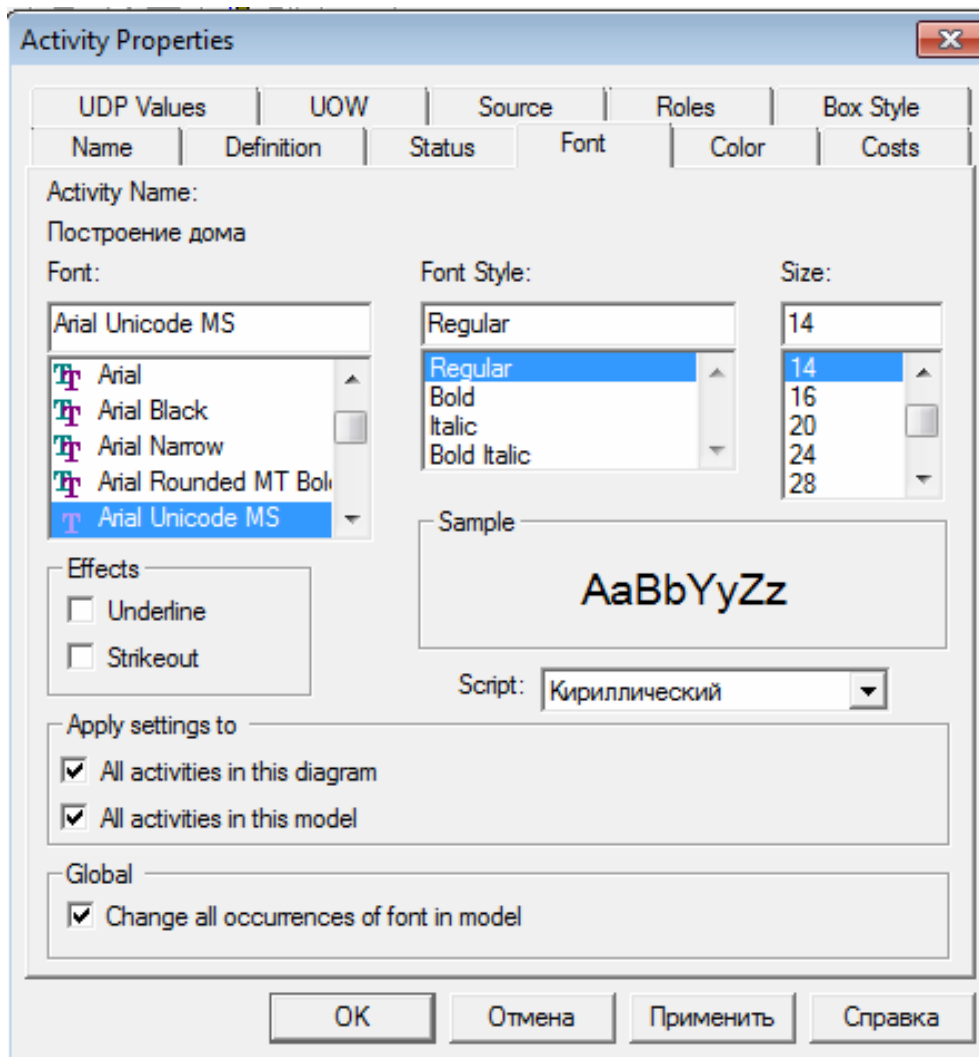 Activity Properties
UDP Values UOW Source Roles Box Style
Name Definition Status Font Color Costs
Activity Name:
Построение дома
Font: Font Style: Size:
Arial Unicode MS Regular 14
Arial
Arial Black
Arial Narrow
Arial Rounded MT Bol
Arial Unicode MS
Regular
Bold
Italic
Bold Italic
14
16
20
24
28
Sample
AaBbYyZz
Effects
Underline
Strikeout
Script: Кириллический
Apply settings to
All activities in this diagram
All activities in this model
Global
Change all occurrences of font in model
OK Отмена Применить Справка